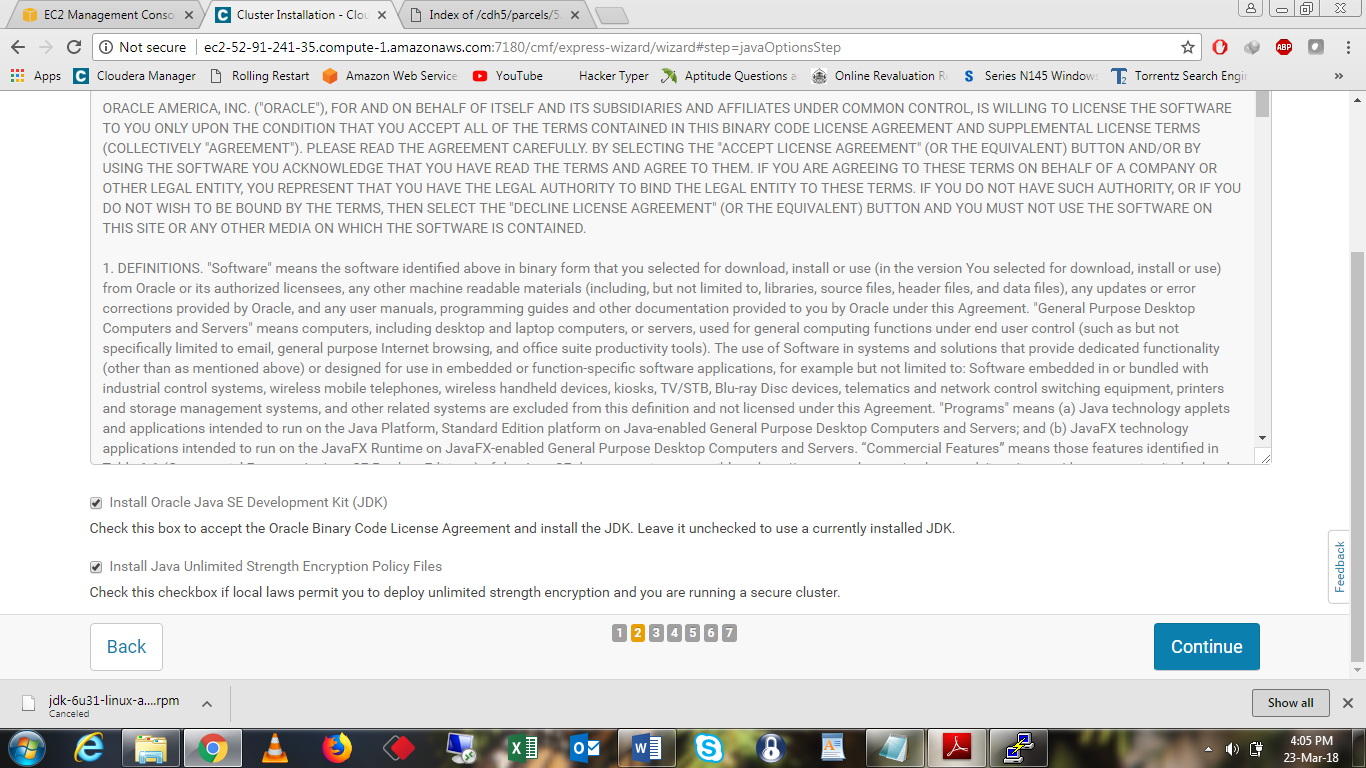 EC2 Management Conso
Cluster Installation - Clou
Index of /cdh5/parcels/5.
Not secure
ec2-52-91-241-35.compute-1.amazonaws.com:7180/cmf/express-wizard/wizard#step=javaOptionsStep
ABP
Apps
Cloudera Manager
Rolling Restart
Amazon Web Service
YouTube
Hacker Typer
Aptitude Questions a
Online Revaluation R
Series N145 Window
Torrentz Search Engi
»
ORACLE AMERICA, INC. ("ORACLE"), FOR AND ON BEHALF OF ITSELF AND ITS SUBSIDIARIES AND AFFILIATES UNDER COMMON CONTROL, IS WILLING TO LICENSE THE SOFTWARE
TO YOU ONLY UPON THE CONDITION THAT YOU ACCEPT ALL OF THE TERMS CONTAINED IN THIS BINARY CODE LICENSE AGREEMENT AND SUPPLEMENTAL LICENSE TERMS
(COLLECTIVELY "AGREEMENT"). PLEASE READ THE AGREEMENT CAREFULLY. BY SELECTING THE "ACCEPT LICENSE AGREEMENT" (OR THE EQUIVALENT) BUTTON AND/OR BY
USING THE SOFTWARE YOU ACKNOWLEDGE THAT YOU HAVE READ THE TERMS AND AGREE TO THEM. IF YOU ARE AGREEING TO THESE TERMS ON BEHALF OF A COMPANY OR
OTHER LEGAL ENTITY, YOU REPRESENT THAT YOU HAVE THE LEGAL AUTHORITY TO BIND THE LEGAL ENTITY TO THESE TERMS. IF YOU DO NOT HAVE SUCH AUTHORITY, OR IF YOU
DO NOT WISH TO BE BOUND BY THE TERMS, THEN SELECT THE "DECLINE LICENSE AGREEMENT" (OR THE EQUIVALENT) BUTTON AND YOU MUST NOT USE THE SOFTWARE ON
THIS SITE OR ANY OTHER MEDIA ON WHICH THE SOFTWARE IS CONTAINED.
1. DEFINITIONS. "Software" means the software identified above in binary form that you selected for download, install or use (in the version You selected for download, install or use)
from Oracle or its authorized licensees, any other machine readable materials (including, but not limited to, libraries, source files, header files, and data files), any updates or error
corrections provided by Oracle, and any user manuals, programming guides and other documentation provided to you by Oracle under this Agreement. "General Purpose Desktop
Computers and Servers" means computers, including desktop and laptop computers, or servers, used for general computing functions under end user control (such as but not
specifically limited to email, general purpose Internet browsing, and office suite productivity tools). The use of Software in systems and solutions that provide dedicated functionality
(other than as mentioned above) or designed for use in embedded or function-specific software applications, for example but not limited to: Software embedded in or bundled with
industrial control systems, wireless mobile telephones, wireless handheld devices, kiosks, TV/STB, Blu-ray Disc devices, telematics and network control switching equipment, printers
and storage management systems, and other related systems are excluded from this definition and not licensed under this Agreement. "Programs" means (a) Java technology applets
and applications intended to run on the Java Platform, Standard Edition platform on Java-enabled General Purpose Desktop Computers and Servers; and (b) JavaFX technology
applications intended to run on the JavaFX Runtime on JavaFX-enabled General Purpose Desktop Computers and Servers. “Commercial Features” means those features identified in
Install Oracle Java SE Development Kit (JDK)
Check this box to accept the Oracle Binary Code License Agreement and install the JDK. Leave it unchecked to use a currently installed JDK.
Install Java Unlimited Strength Encryption Policy Files
Check this checkbox if local laws permit you to deploy unlimited strength encryption and you are running a secure cluster.
Feedback
Back
1 2 3 4 5 6 7
Continue
jdk-6u31-linux-a....rpm
Canceled
Show all
4:05 PM
23-Mar-18